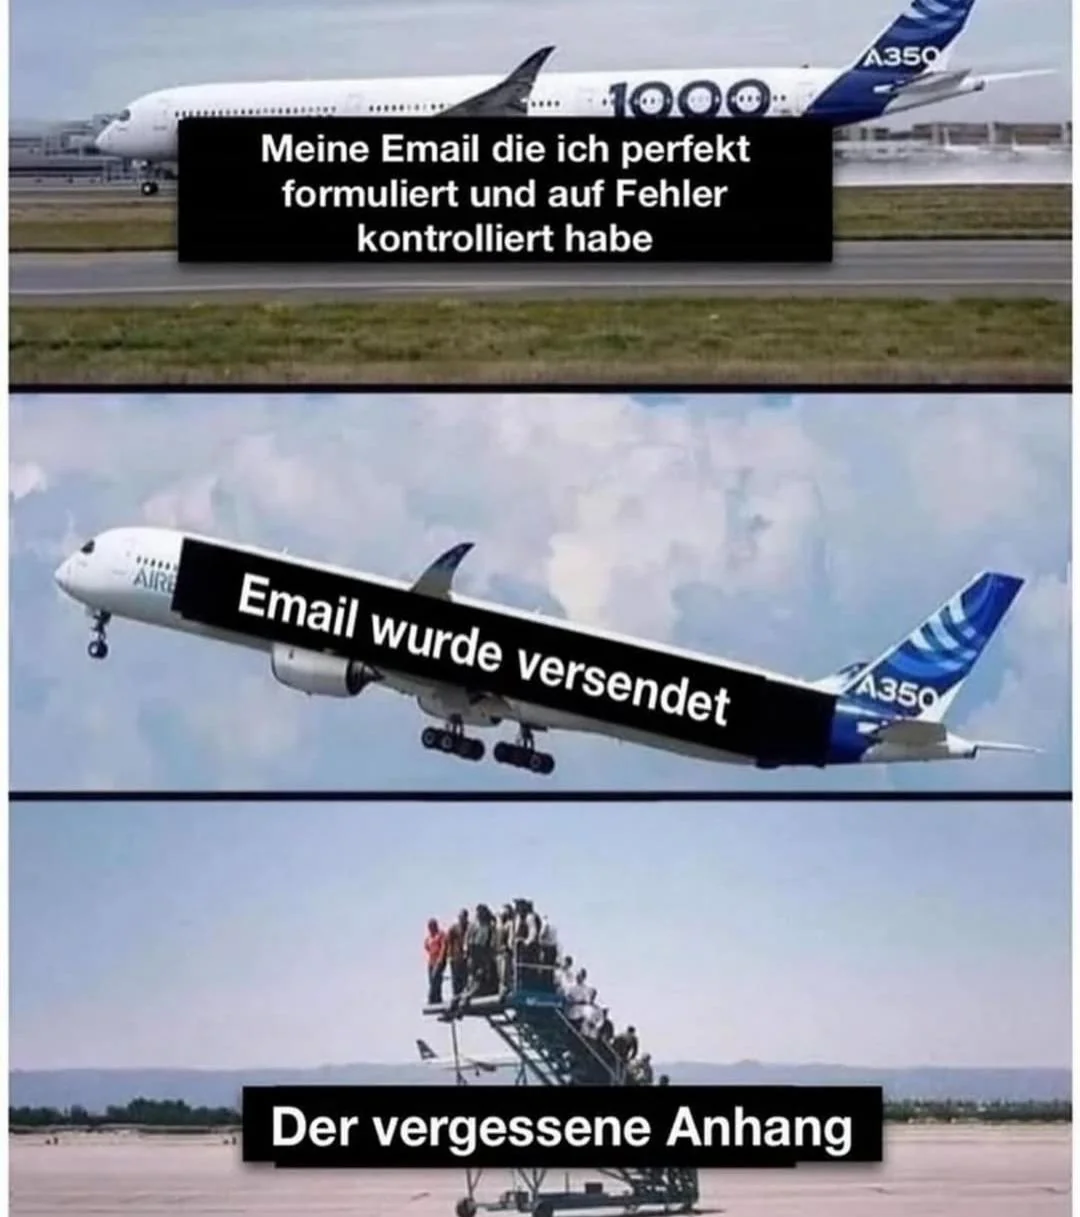 A350
1000
Meine Email die ich perfekt
formuliert und auf Fehler
kontrolliert habe
AIRB
Email wurde versendet
A350
Der vergessene Anhang